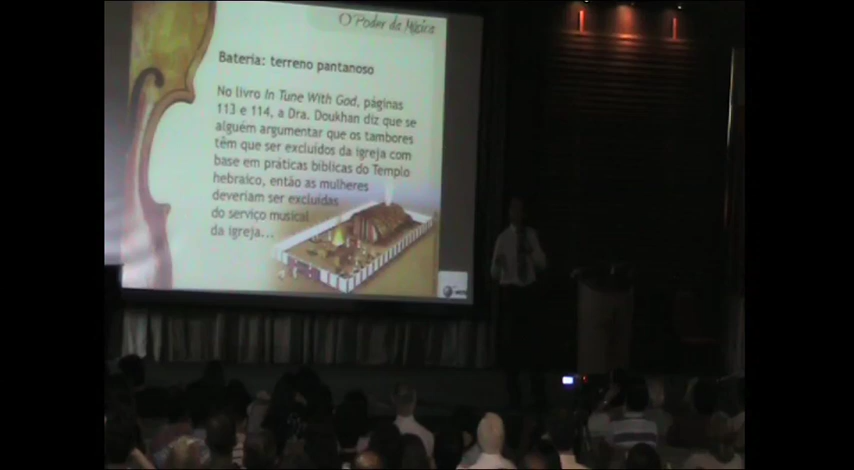 O Poder da Música
Bateria: terreno pantanoso
No livro In Tune With God, páginas
113 e 114, a Dra. Doukhan diz que se
alguém argumentar que os tambores
têm que ser excluídos da igreja com
base em práticas bíblicas do Templo
hebraico, então as mulheres
deveriam ser excluídas
do serviço musical
da igreja...